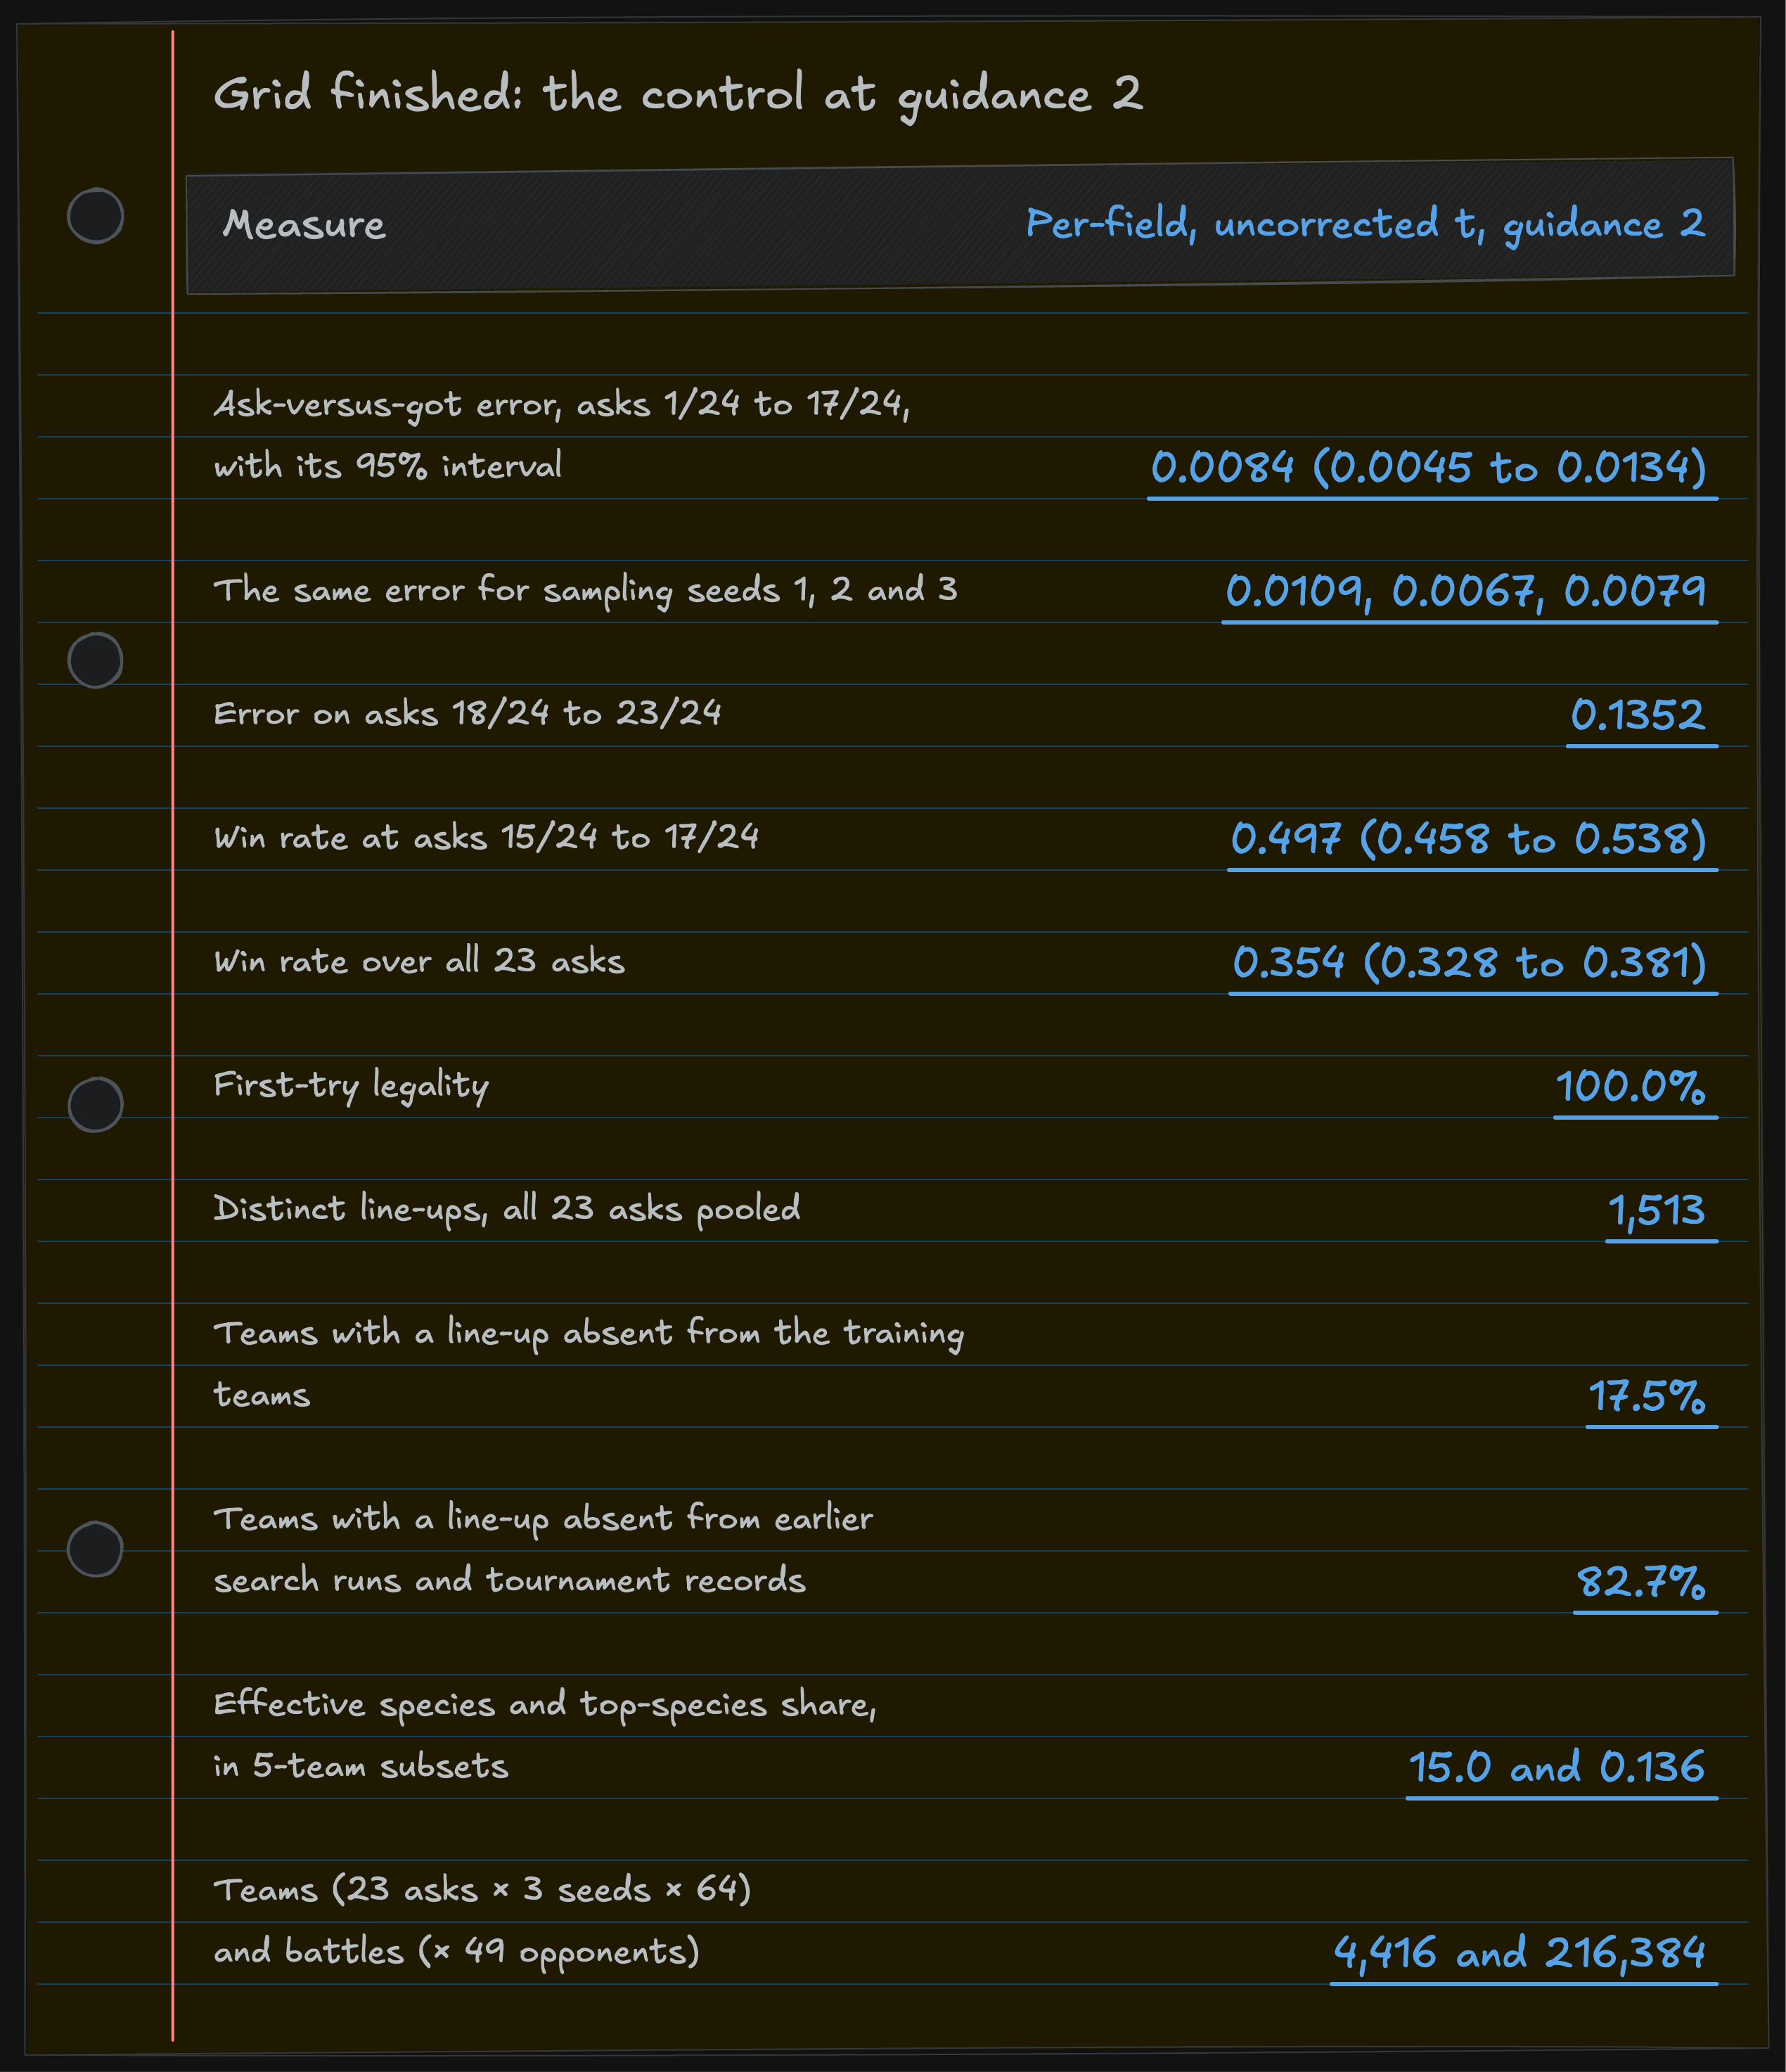 Grid finished: the control at guidance 2
Measure
Per-field, uncorrected t, guidance 2
Ask-versus-got error, asks 1/24 to 17/24,
with its 95% interval
0.0084 (0.0045 to 0.0134)
The same error for sampling seeds 1, 2 and 3
0.0109, 0.0067, 0.0079
Error on asks 18/24 to 23/24
0.1352
Win rate at asks 15/24 to 17/24
0.497 (0.458 to 0.538)
Win rate over all 23 asks
0.354 (0.328 to 0.381)
First-try legality
100.0%
Distinct line-ups, all 23 asks pooled
1,513
Teams with a line-up absent from the training
teams
17.5%
Teams with a line-up absent from earlier
search runs and tournament records
82.7%
Effective species and top-species share,
in 5-team subsets
15.0 and 0.136
Teams (23 asks × 3 seeds × 64)
and battles (× 49 opponents)
4,416 and 216,384